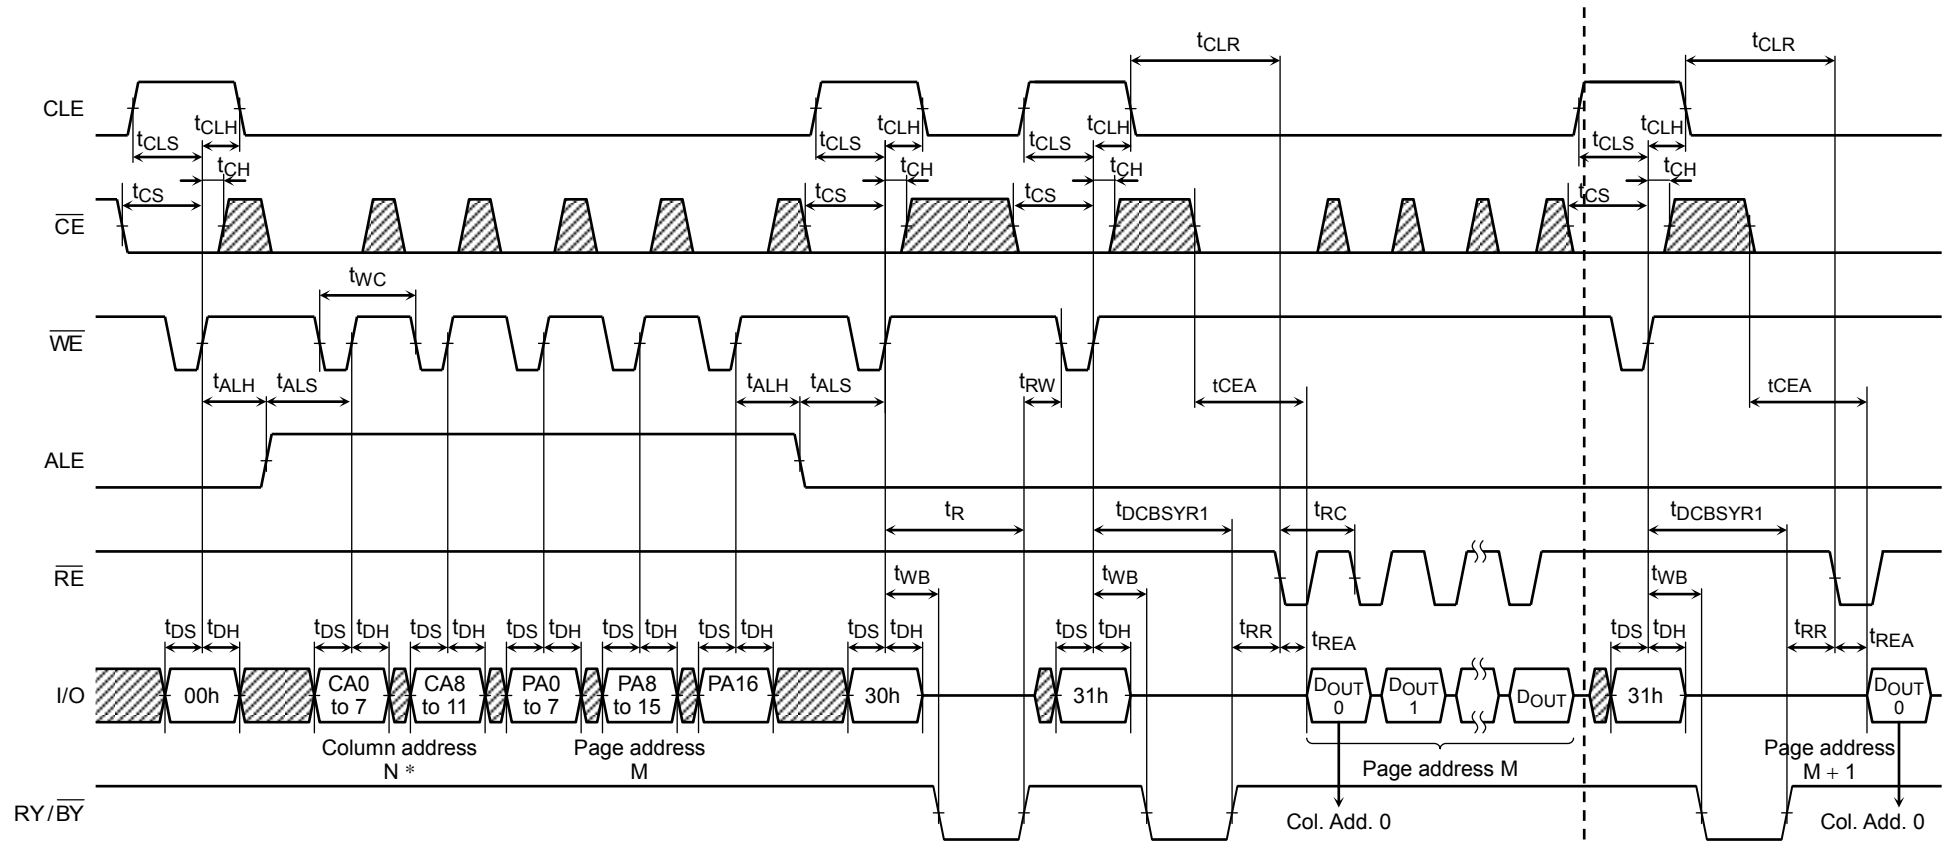 tCLR tCLR
CLE
tCLS tCLH tCLS tCLH tCLS tCLH tCLS tCLH
tCS tCH tCS tCH tCS tCH tCS tCH
CE
tWC
WE
tALH tALS tALH tALS tRW tCEA tCEA
ALE
tR tDCBSYR1 tRC tDCBSYR1
RE
tWB tWB tWB
tDS tDH tDS tDH tDS tDH tDS tDH tDS tDH tDS tDH tDS tDH tDS tDH tRR tREA tDS tDH tRR tREA
I/O
00h
CA0 to 7
CA8 to 11
PA0 to 7
PA8 to 15
PA16
30h
31h
DOUT 0
DOUT 1
DOUT
31h
DOUT 0
Column address N *
Page address M
Page address M
Page address M + 1
RY/BY
Col. Add. 0
Col. Add. 0